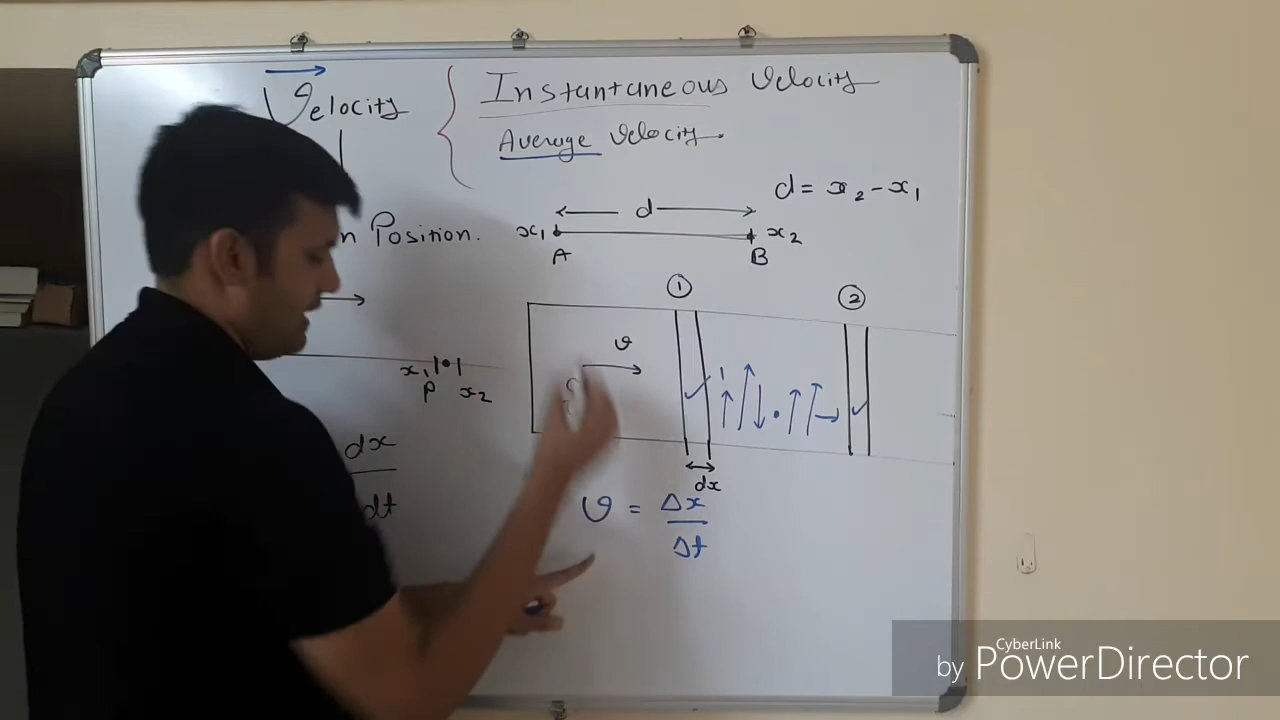 Velocity
Instantaneous Velocity
Average Velocity.
d = x₂ - x₁
n Position.
x₁ d x₂
A B
① ②
v
x₁ P x₂
dx
dt
dx
v = Δx
Δt
by CyberLink PowerDirector